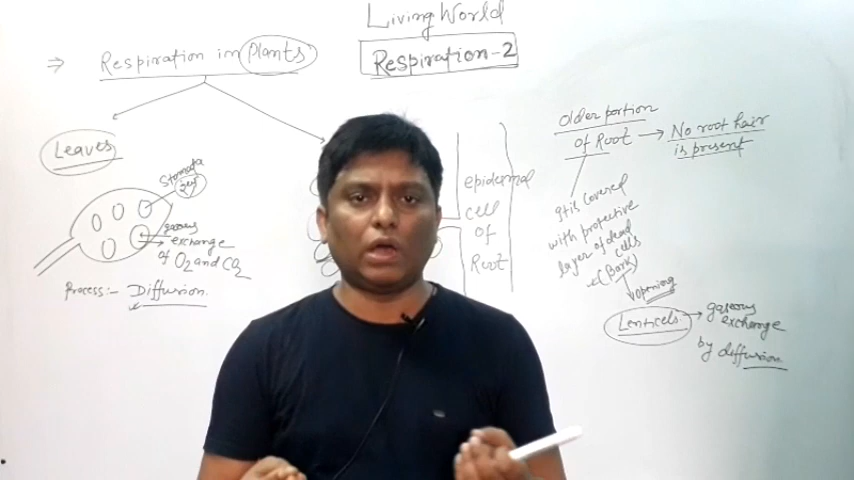 Living World
Respiration-2
⇒ Respiration in Plants
Leaves
Stomata
gaseous
exchange
of O2 and CO2
Process:- Diffusion
epidermal
cell
of
Root
Older portion
of Root → No root hair
is present
It is covered
with protective
layer of dead
cells
(Bark)
opening
Lenticels → gaseous
exchange
by diffusion